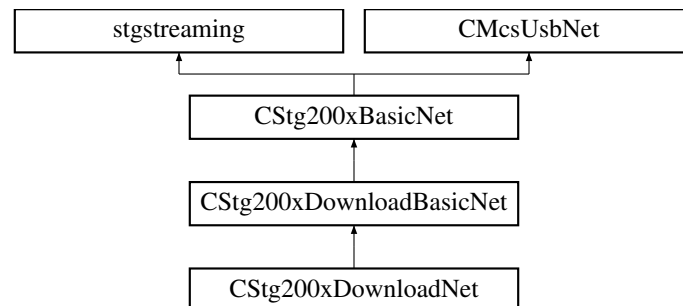 stgstreaming
CMcsUsbNet
CStg200xBasicNet
CStg200xDownloadBasicNet
CStg200xDownloadNet